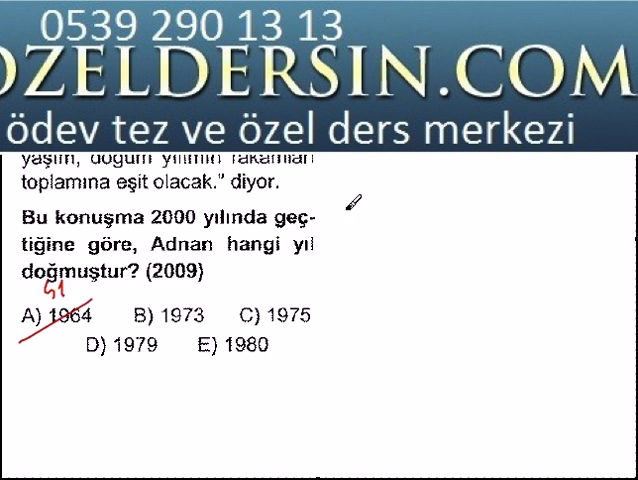 0539 290 13 13
OZELDERSIN.COM
ödev tez ve özel ders merkezi
yaşım, doğum yılımın rakamları
toplamına eşit olacak." diyor.
Bu konuşma 2000 yılında geç-
tiğine göre, Adnan hangi yıl
doğmuştur? (2009)
51
A) 1964 B) 1973 C) 1975
D) 1979 E) 1980